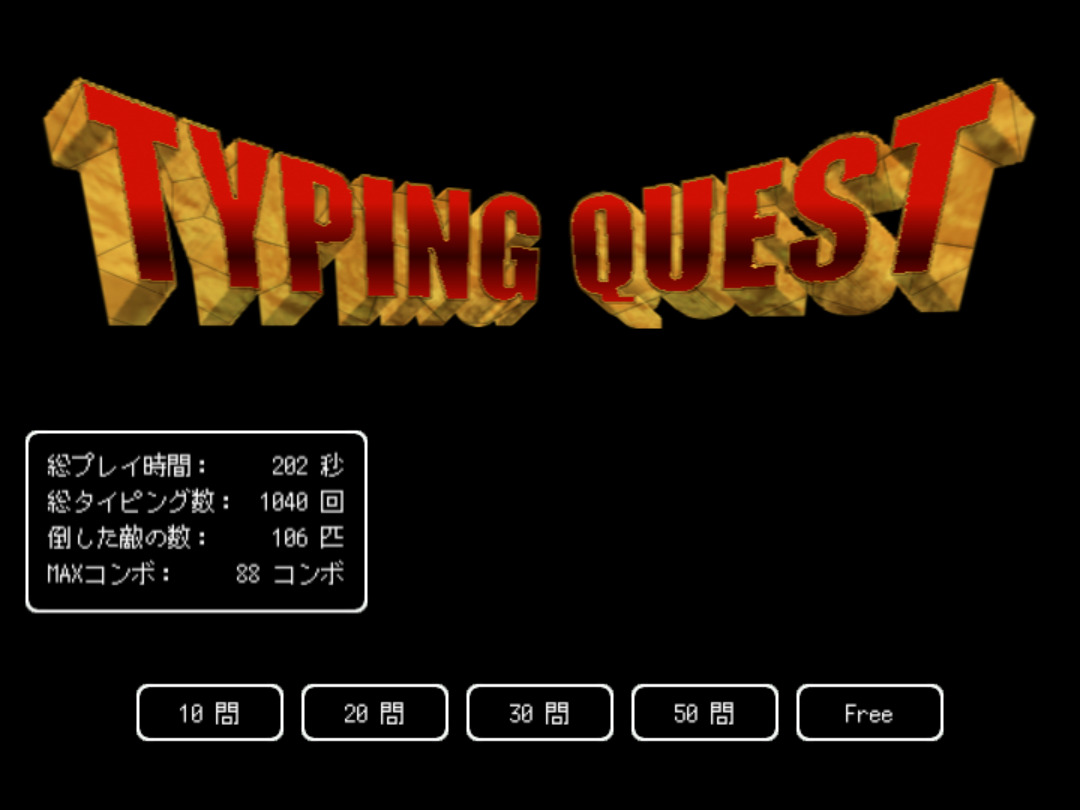 TYPING QUEST
総プレイ時間： 202 秒
総タイピング数： 1040 回
倒した敵の数： 106 匹
MAXコンボ： 88 コンボ
10 問 20 問 30 問 50 問 Free